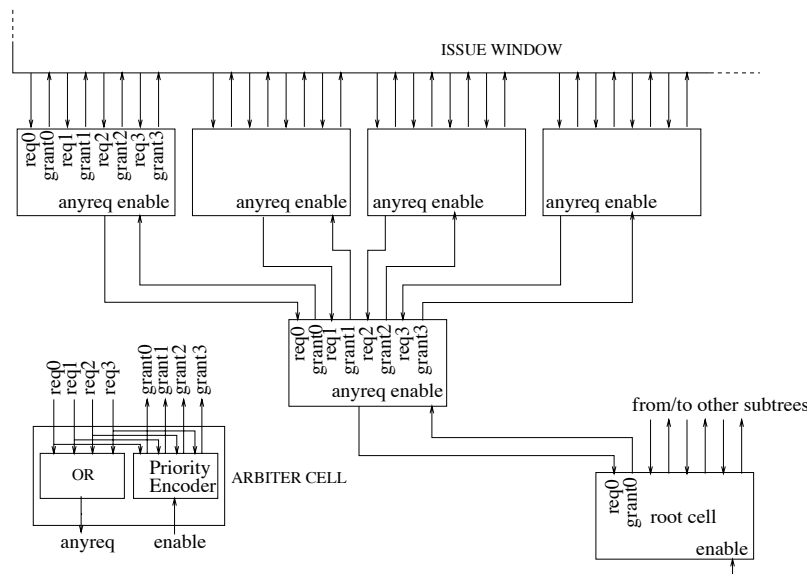 ISSUE WINDOW
req0 grant0 req1 grant1 req2 grant2 req3 grant3
anyreq enable
anyreq enable
anyreq enable
anyreq enable
req0 grant0 req1 grant1 req2 grant2 req3 grant3
anyreq enable
req0 req1 req2 req3
grant0 grant1 grant2 grant3
OR
Priority
Encoder
ARBITER CELL
anyreq
enable
from/to other subtrees
req0 grant0
root cell
enable